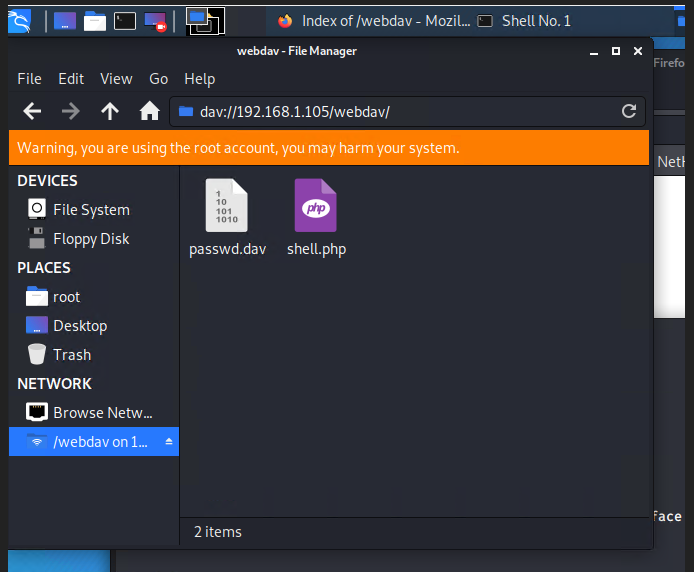 Index of /webdav - Mozil...
Shell No. 1
webdav - File Manager
Firefo
File Edit View Go Help
dav://192.168.1.105/webdav/
Warning, you are using the root account, you may harm your system.
NetH
DEVICES
File System
Floppy Disk
PLACES
root
Desktop
Trash
NETWORK
Browse Netw...
/webdav on 1...
1
10
101
1010
php
passwd.dav
shell.php
Face
2 items